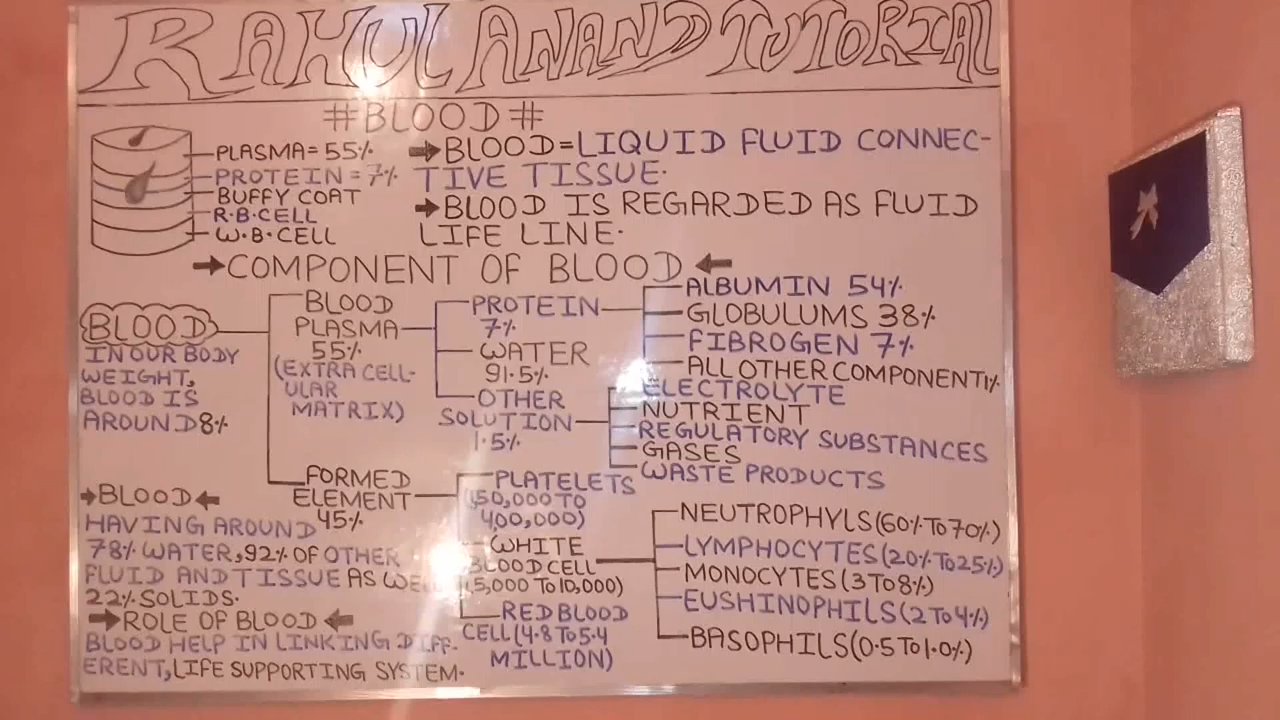 RAHUL ANAND TUTORIAL
#BLOOD#
PLASMA=55%
PROTEIN=7%
BUFFY COAT
R.B.CELL
W.B.CELL
→BLOOD=LIQUID FLUID CONNEC-
TIVE TISSUE.
→BLOOD IS REGARDED AS FLUID
LIFE LINE.
→COMPONENT OF BLOOD←
BLOOD
IN OUR BODY
WEIGHT,
BLOOD IS
AROUND 8%
BLOOD
PLASMA
55%
(EXTRA CELL-
ULAR
MATRIX)
PROTEIN
7%
WATER
91.5%
OTHER
SOLUTION
1.5%
ALBUMIN 54%
GLOBULUMS 38%
FIBROGEN 7%
ALL OTHER COMPONENT 1%
ELECTROLYTE
NUTRIENT
REGULATORY SUBSTANCES
GASES
WASTE PRODUCTS
FORMED
ELEMENT
45%
PLATELETS
(150,000 TO
400,000)
WHITE
BLOOD CELL
(5,000 TO 10,000)
RED BLOOD
CELL(4.8 TO 5.4
MILLION)
NEUTROPHYLS(60% TO 70%)
LYMPHOCYTES(20% TO 25%)
MONOCYTES(3 TO 8%)
EUSHINOPHILS(2 TO 4%)
BASOPHILS(0.5 TO 1.0%)
→BLOOD←
HAVING AROUND
78% WATER,92% OF OTHER
FLUID AND TISSUE AS WELL
22% SOLIDS.
→ROLE OF BLOOD←
BLOOD HELP IN LINKING DIFF-
ERENT,LIFE SUPPORTING SYSTEM.